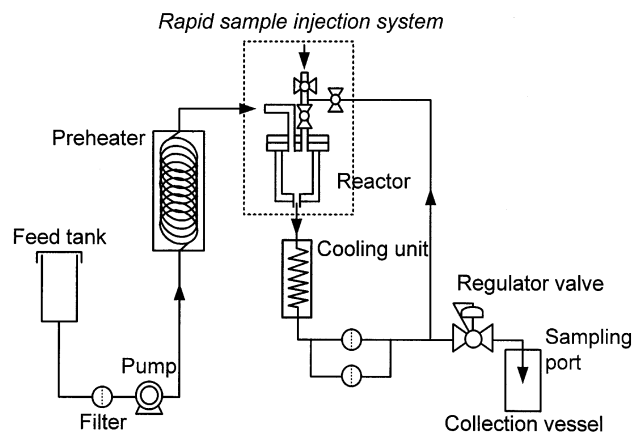 Rapid sample injection system
Preheater
Reactor
Feed tank
Cooling unit
Regulator valve
Sampling
port
Pump
Filter
Collection vessel